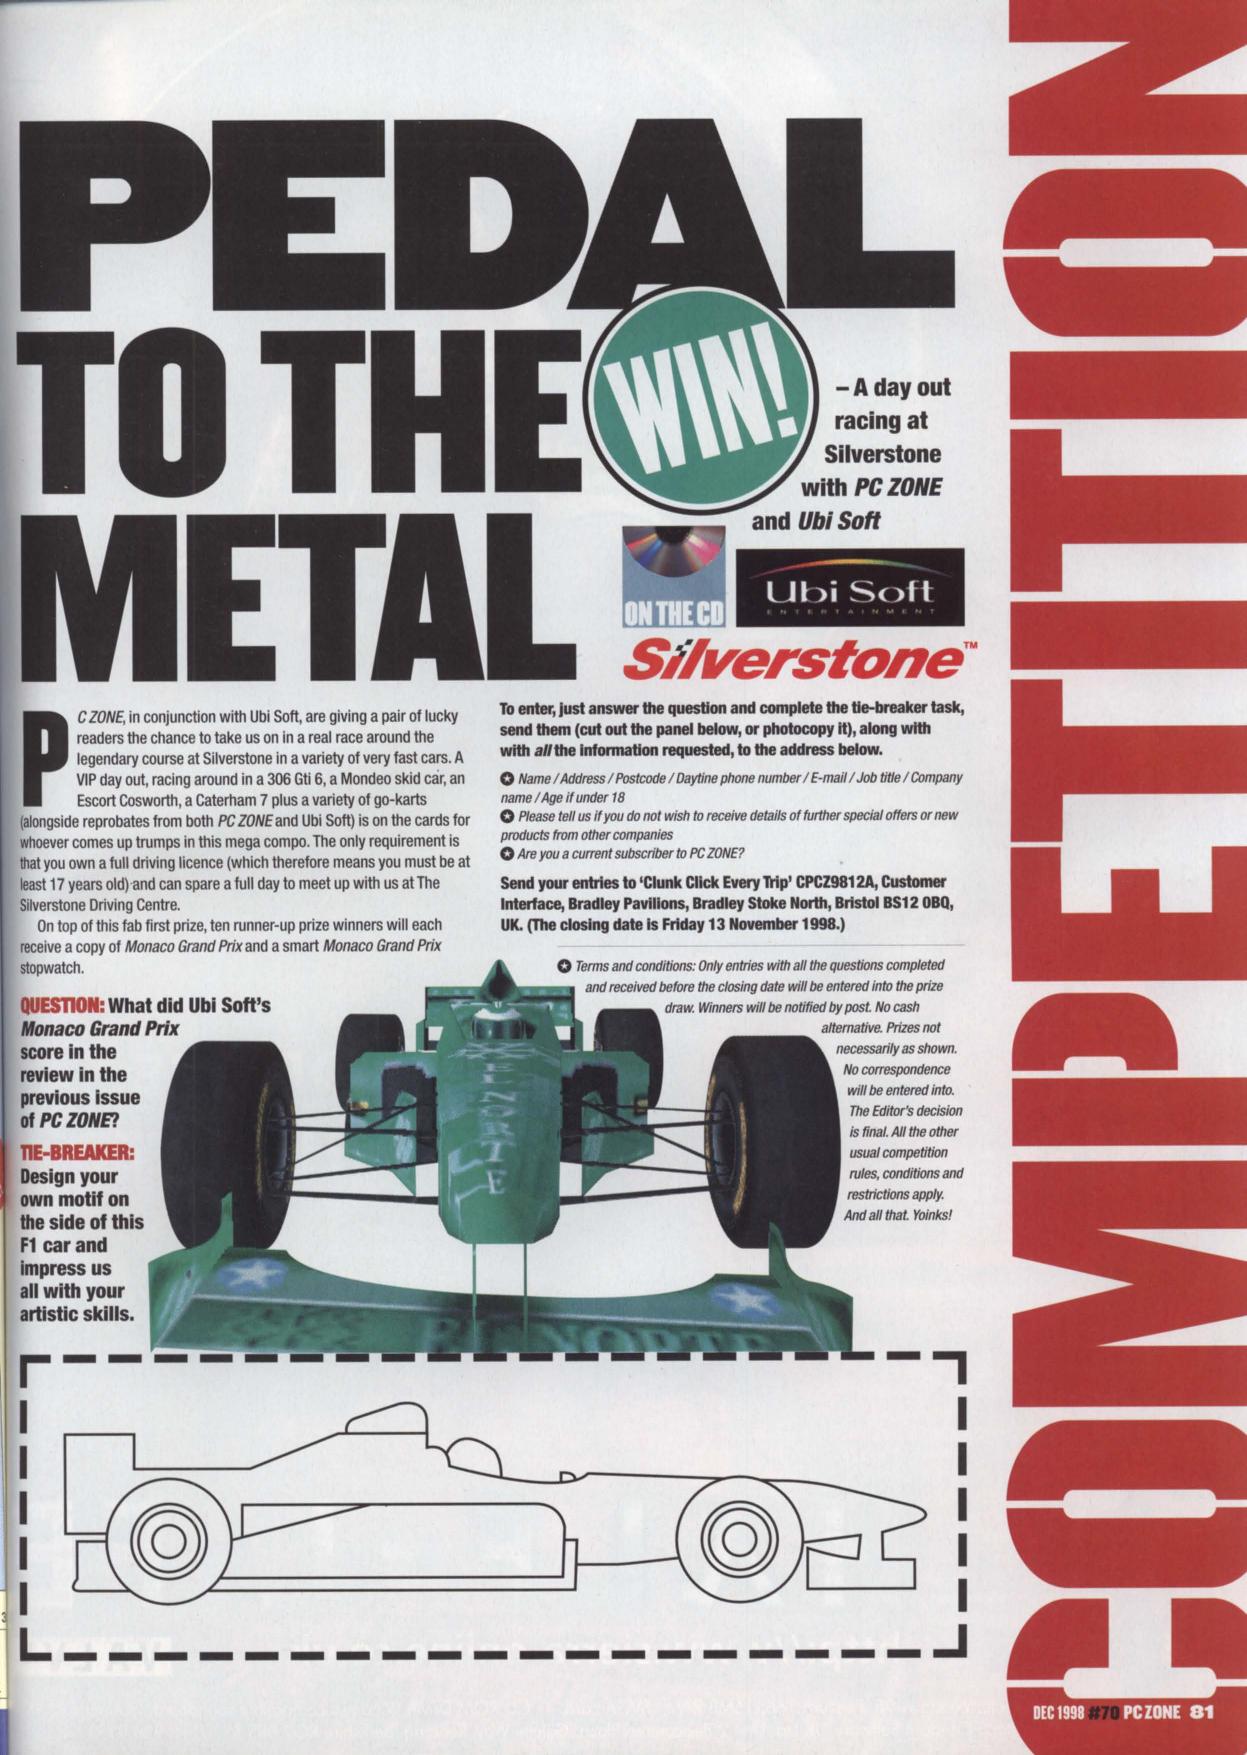 PEDAL
TO THE
METAL
WIN!
– A day out
racing at
Silverstone
with PC ZONE
and Ubi Soft
ON THE CD
Ubi Soft
ENTERTAINMENT
Silverstone™
PC ZONE, in conjunction with Ubi Soft, are giving a pair of lucky
readers the chance to take us on in a real race around the
legendary course at Silverstone in a variety of very fast cars. A
VIP day out, racing around in a 306 Gti 6, a Mondeo skid car, an
Escort Cosworth, a Caterham 7 plus a variety of go-karts
(alongside reprobates from both PC ZONE and Ubi Soft) is on the cards for
whoever comes up trumps in this mega compo. The only requirement is
that you own a full driving licence (which therefore means you must be at
least 17 years old) and can spare a full day to meet up with us at The
Silverstone Driving Centre.
On top of this fab first prize, ten runner-up prize winners will each
receive a copy of Monaco Grand Prix and a smart Monaco Grand Prix
stopwatch.
QUESTION: What did Ubi Soft's
Monaco Grand Prix
score in the
review in the
previous issue
of PC ZONE?
TIE-BREAKER:
Design your
own motif on
the side of this
F1 car and
impress us
all with your
artistic skills.
To enter, just answer the question and complete the tie-breaker task,
send them (cut out the panel below, or photocopy it), along with
with all the information requested, to the address below.
✪ Name / Address / Postcode / Daytine phone number / E-mail / Job title / Company
name / Age if under 18
✪ Please tell us if you do not wish to receive details of further special offers or new
products from other companies
✪ Are you a current subscriber to PC ZONE?
Send your entries to 'Clunk Click Every Trip' CPCZ9812A, Customer
Interface, Bradley Pavilions, Bradley Stoke North, Bristol BS12 0BQ,
UK. (The closing date is Friday 13 November 1998.)
✪ Terms and conditions: Only entries with all the questions completed
and received before the closing date will be entered into the prize
draw. Winners will be notified by post. No cash
alternative. Prizes not
necessarily as shown.
No correspondence
will be entered into.
The Editor's decision
is final. All the other
usual competition
rules, conditions and
restrictions apply.
And all that. Yoinks!
COMPETITION
DEC 1998 #70 PC ZONE 81